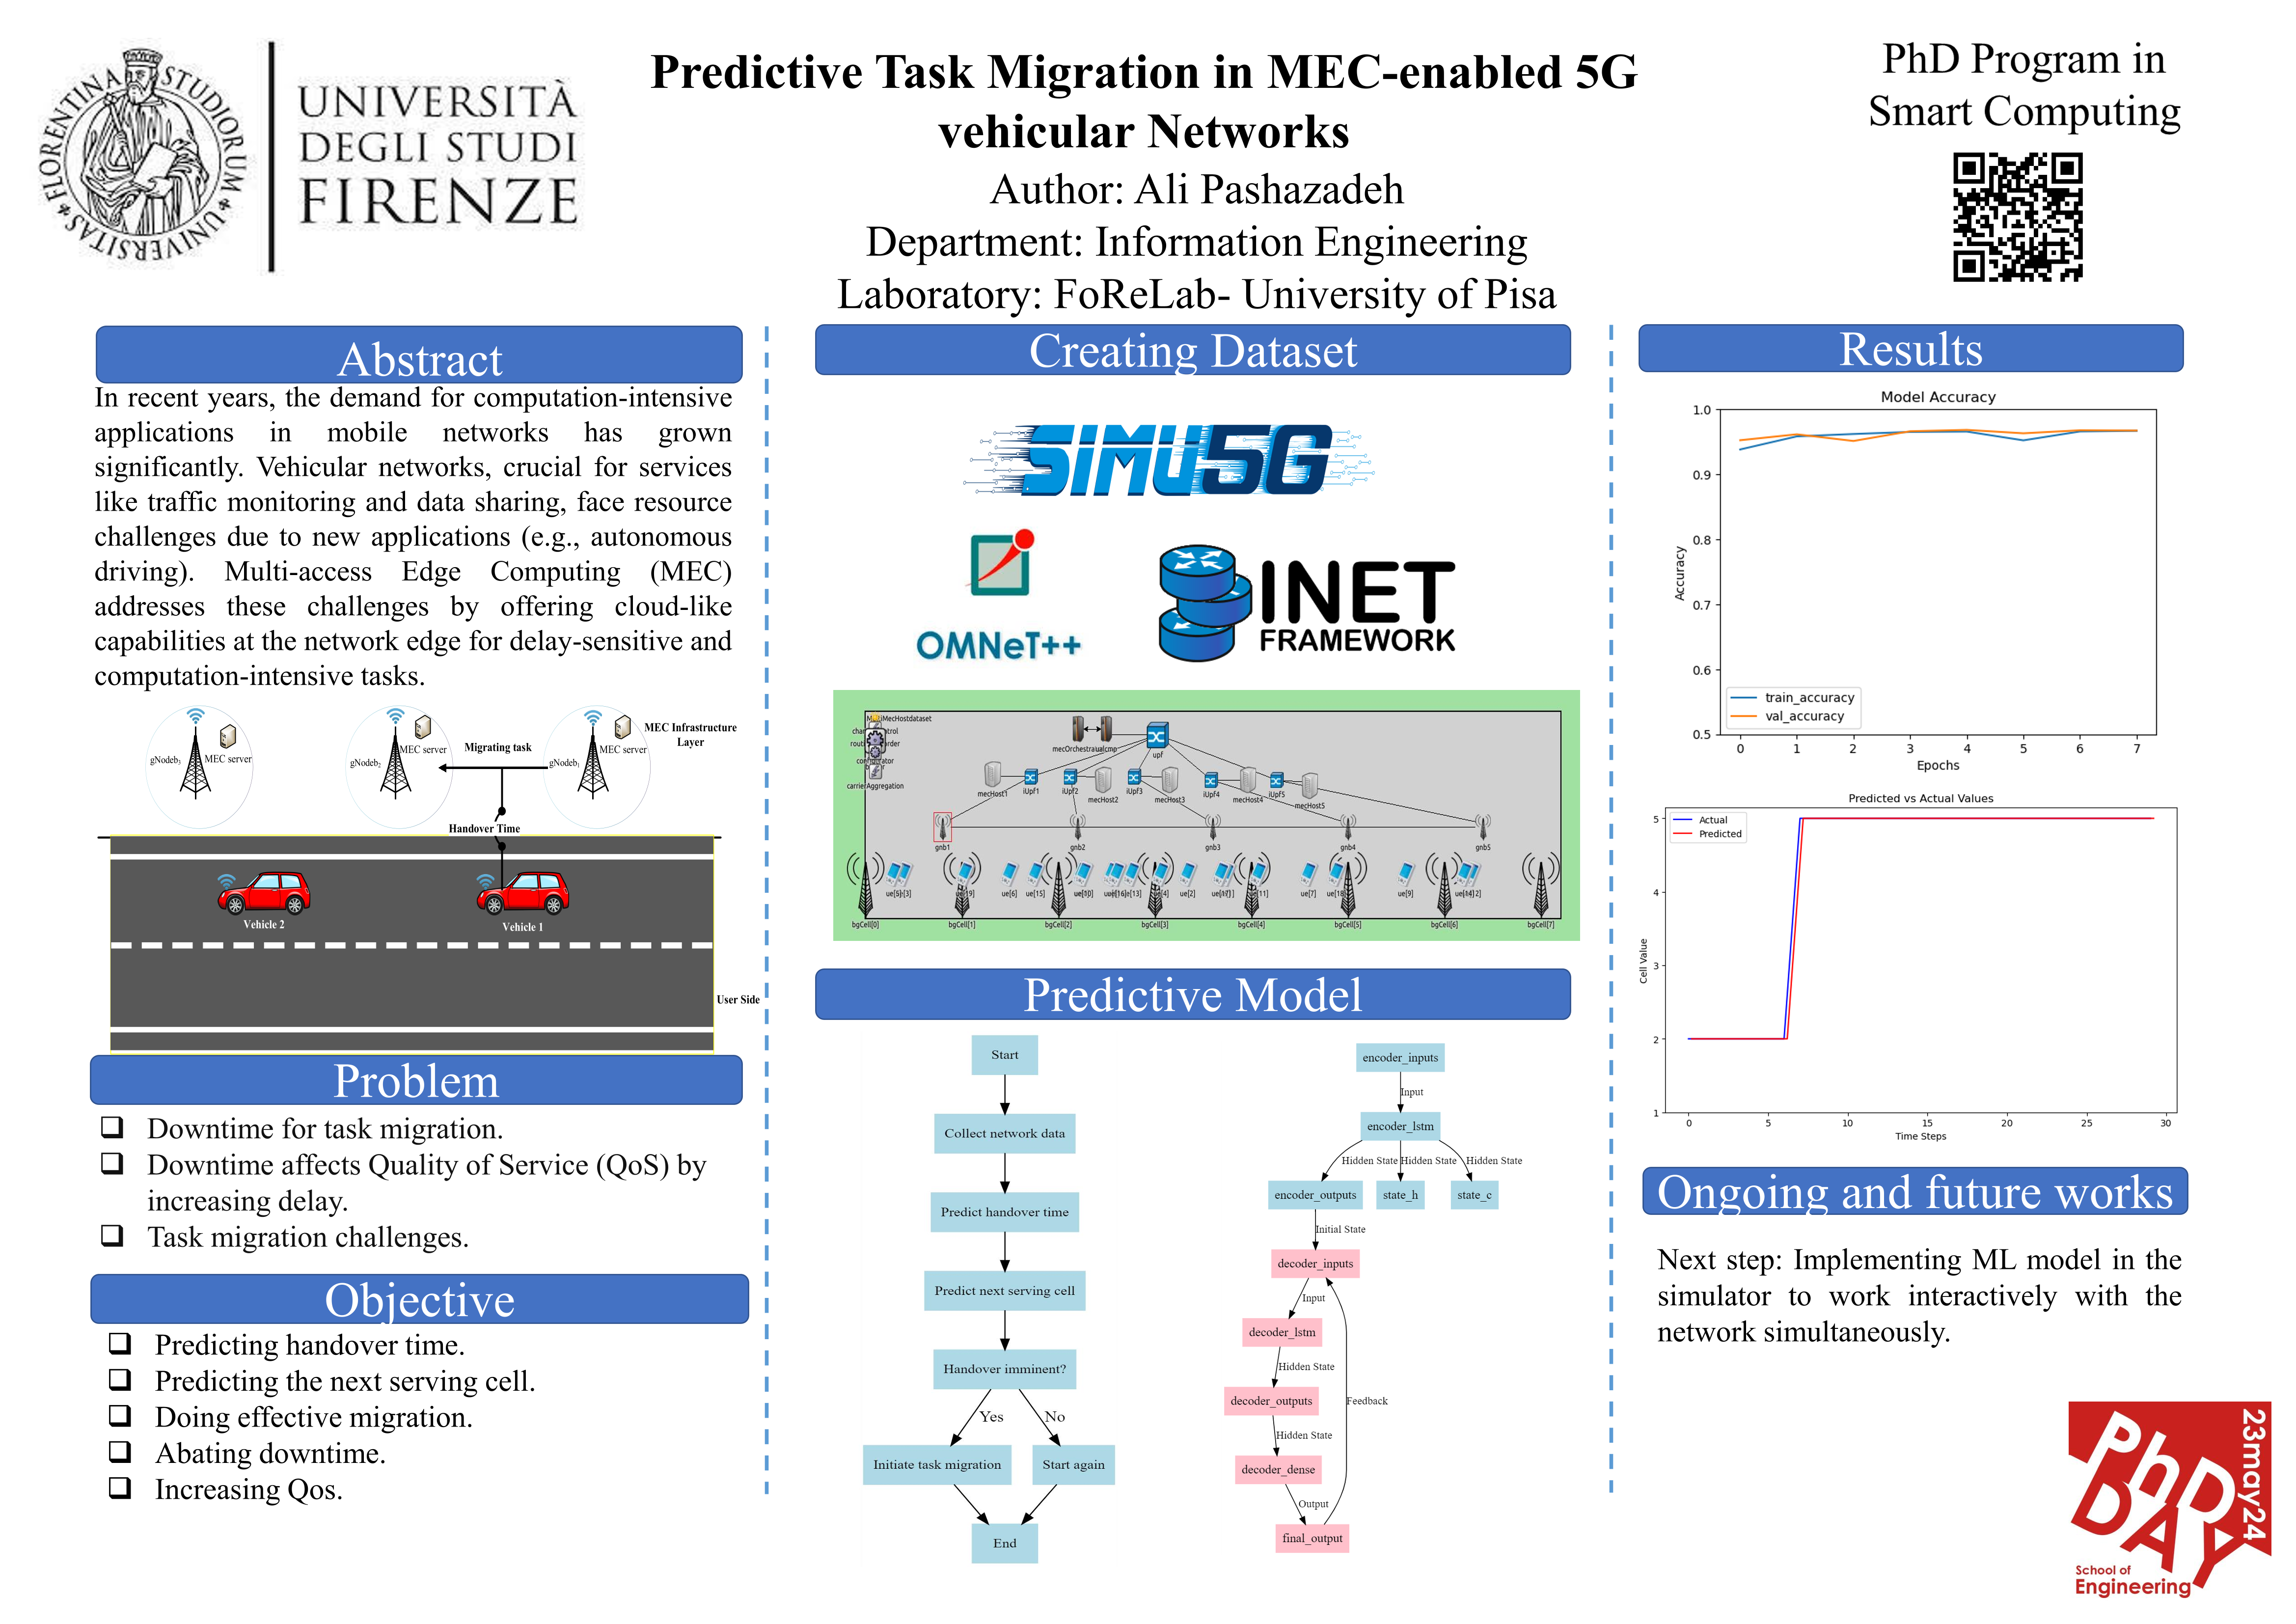 FLORENTINA STUDIORUM UNIVERSITAS
UNIVERSITÀ
DEGLI STUDI
FIRENZE
Predictive Task Migration in MEC-enabled 5G
vehicular Networks
Author: Ali Pashazadeh
Department: Information Engineering
Laboratory: FoReLab- University of Pisa
PhD Program in
Smart Computing
Abstract
In recent years, the demand for computation-intensive
applications in mobile networks has grown
significantly. Vehicular networks, crucial for services
like traffic monitoring and data sharing, face resource
challenges due to new applications (e.g., autonomous
driving). Multi-access Edge Computing (MEC)
addresses these challenges by offering cloud-like
capabilities at the network edge for delay-sensitive and
computation-intensive tasks.
MEC Infrastructure
Layer
Migrating task
gNodeb3
MEC server
gNodeb2
MEC server
gNodeb1
MEC server
Handover Time
Vehicle 2
Vehicle 1
User Side
Problem
❑ Downtime for task migration.
❑ Downtime affects Quality of Service (QoS) by
increasing delay.
❑ Task migration challenges.
Objective
❑ Predicting handover time.
❑ Predicting the next serving cell.
❑ Doing effective migration.
❑ Abating downtime.
❑ Increasing Qos.
Creating Dataset
SIMU5G
OMNeT++
INET
FRAMEWORK
carrierAggregation
upf
mecHost1
iUpf1
iUpf2
mecHost2
iUpf3
mecHost3
iUpf4
mecHost4
iUpf5
mecHost5
gnb1
gnb2
gnb3
gnb4
gnb5
ue[6]
ue[15]
ue[2]
ue[7]
ue[9]
bgCell[0]
bgCell[1]
bgCell[2]
bgCell[3]
bgCell[4]
bgCell[5]
bgCell[6]
bgCell[7]
Predictive Model
Start
Collect network data
Predict handover time
Predict next serving cell
Handover imminent?
Yes
No
Initiate task migration
Start again
End
encoder_inputs
Input
encoder_lstm
Hidden State
Hidden State
Hidden State
encoder_outputs
state_h
state_c
Initial State
decoder_inputs
Input
decoder_lstm
Hidden State
Feedback
decoder_outputs
Hidden State
decoder_dense
Output
final_output
Results
Model Accuracy
1.0
0.9
0.8
0.7
0.6
0.5
Accuracy
train_accuracy
val_accuracy
0 1 2 3 4 5 6 7
Epochs
Predicted vs Actual Values
Actual
Predicted
5
4
3
2
1
Cell Value
0 5 10 15 20 25 30
Time Steps
Ongoing and future works
Next step: Implementing ML model in the
simulator to work interactively with the
network simultaneously.
PhD
DAY
23may24
School of
Engineering